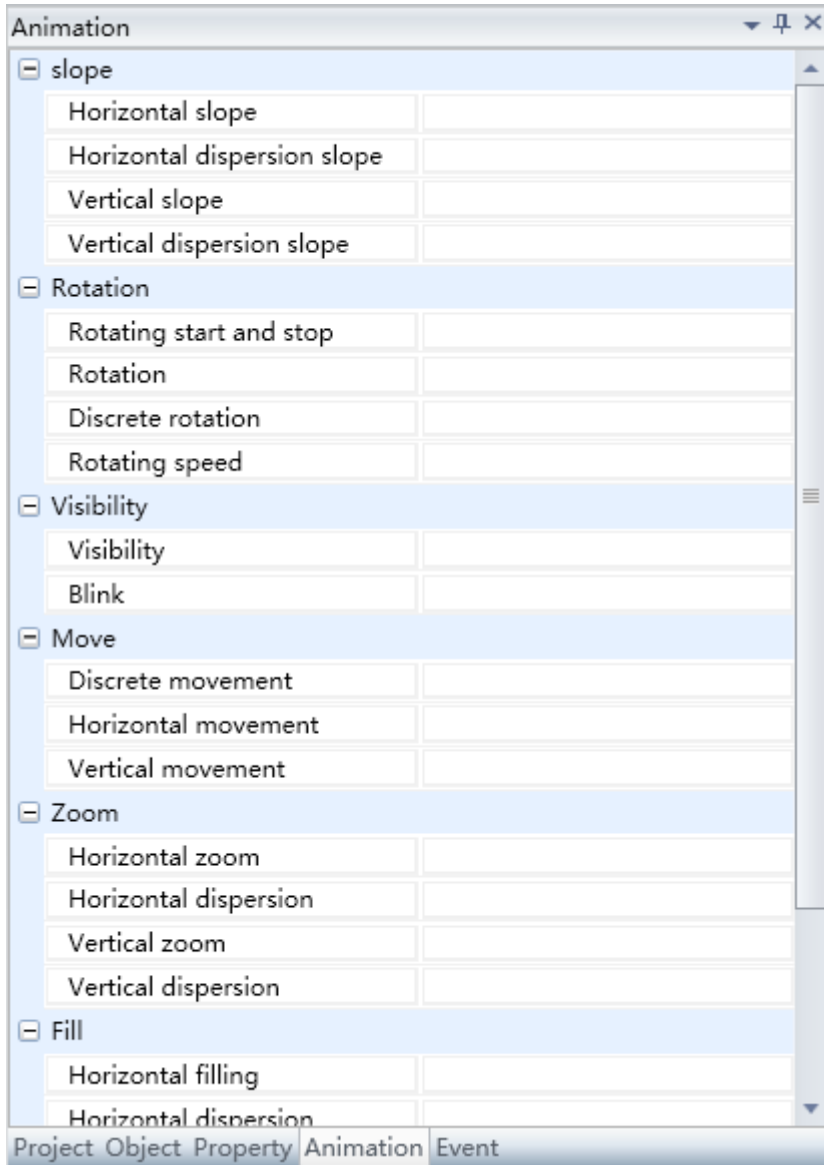 Animation
slope
Horizontal slope
Horizontal dispersion slope
Vertical slope
Vertical dispersion slope
Rotation
Rotating start and stop
Rotation
Discrete rotation
Rotating speed
Visibility
Visibility
Blink
Move
Discrete movement
Horizontal movement
Vertical movement
Zoom
Horizontal zoom
Horizontal dispersion
Vertical zoom
Vertical dispersion
Fill
Horizontal filling
Horizontal dispersion
Project Object Property Animation Event